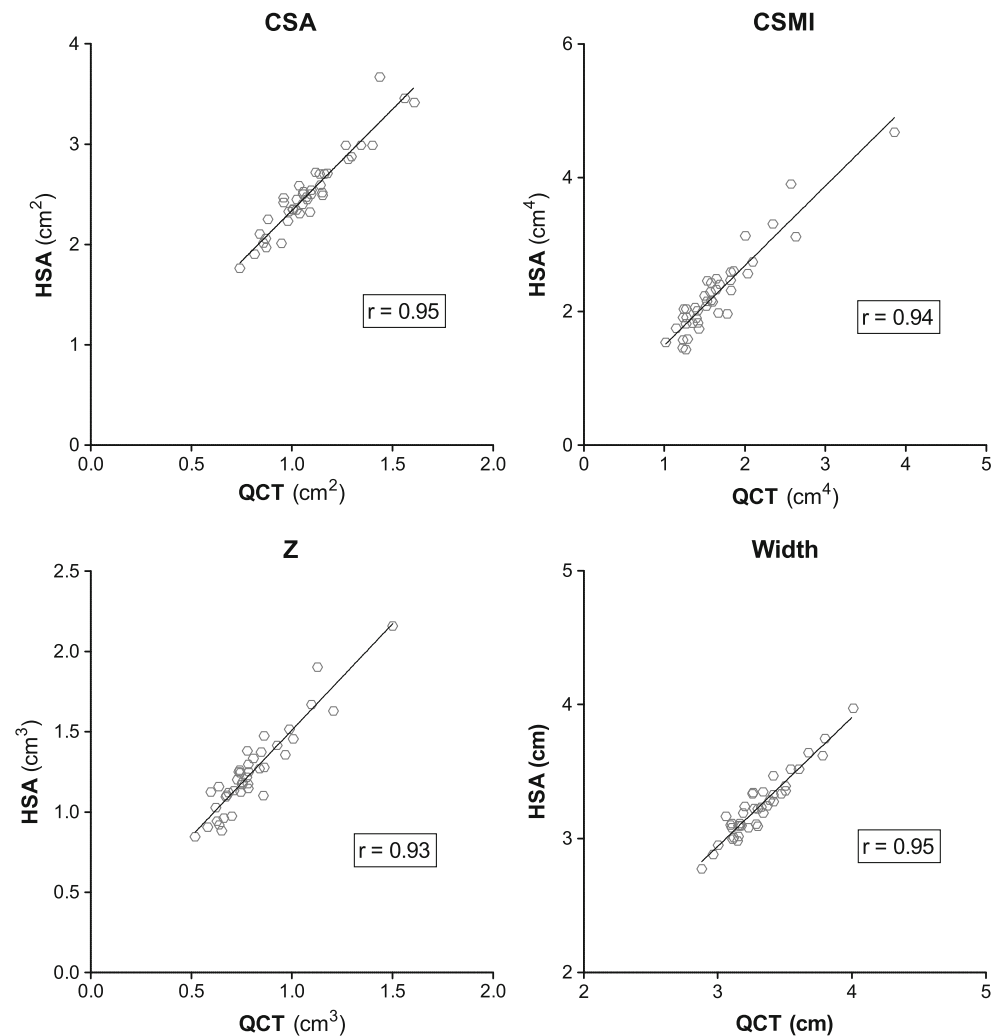 CSA
4
3
2
1
0
HSA (cm²)
r = 0.95
0.0 0.5 1.0 1.5 2.0
QCT (cm²)
CSMI
6
4
2
0
HSA (cm⁴)
r = 0.94
0 1 2 3 4 5
QCT (cm⁴)
Z
2.5
2.0
1.5
1.0
0.5
0.0
HSA (cm³)
r = 0.93
0.0 0.5 1.0 1.5 2.0
QCT (cm³)
Width
5
4
3
2
HSA (cm)
r = 0.95
2 3 4 5
QCT (cm)